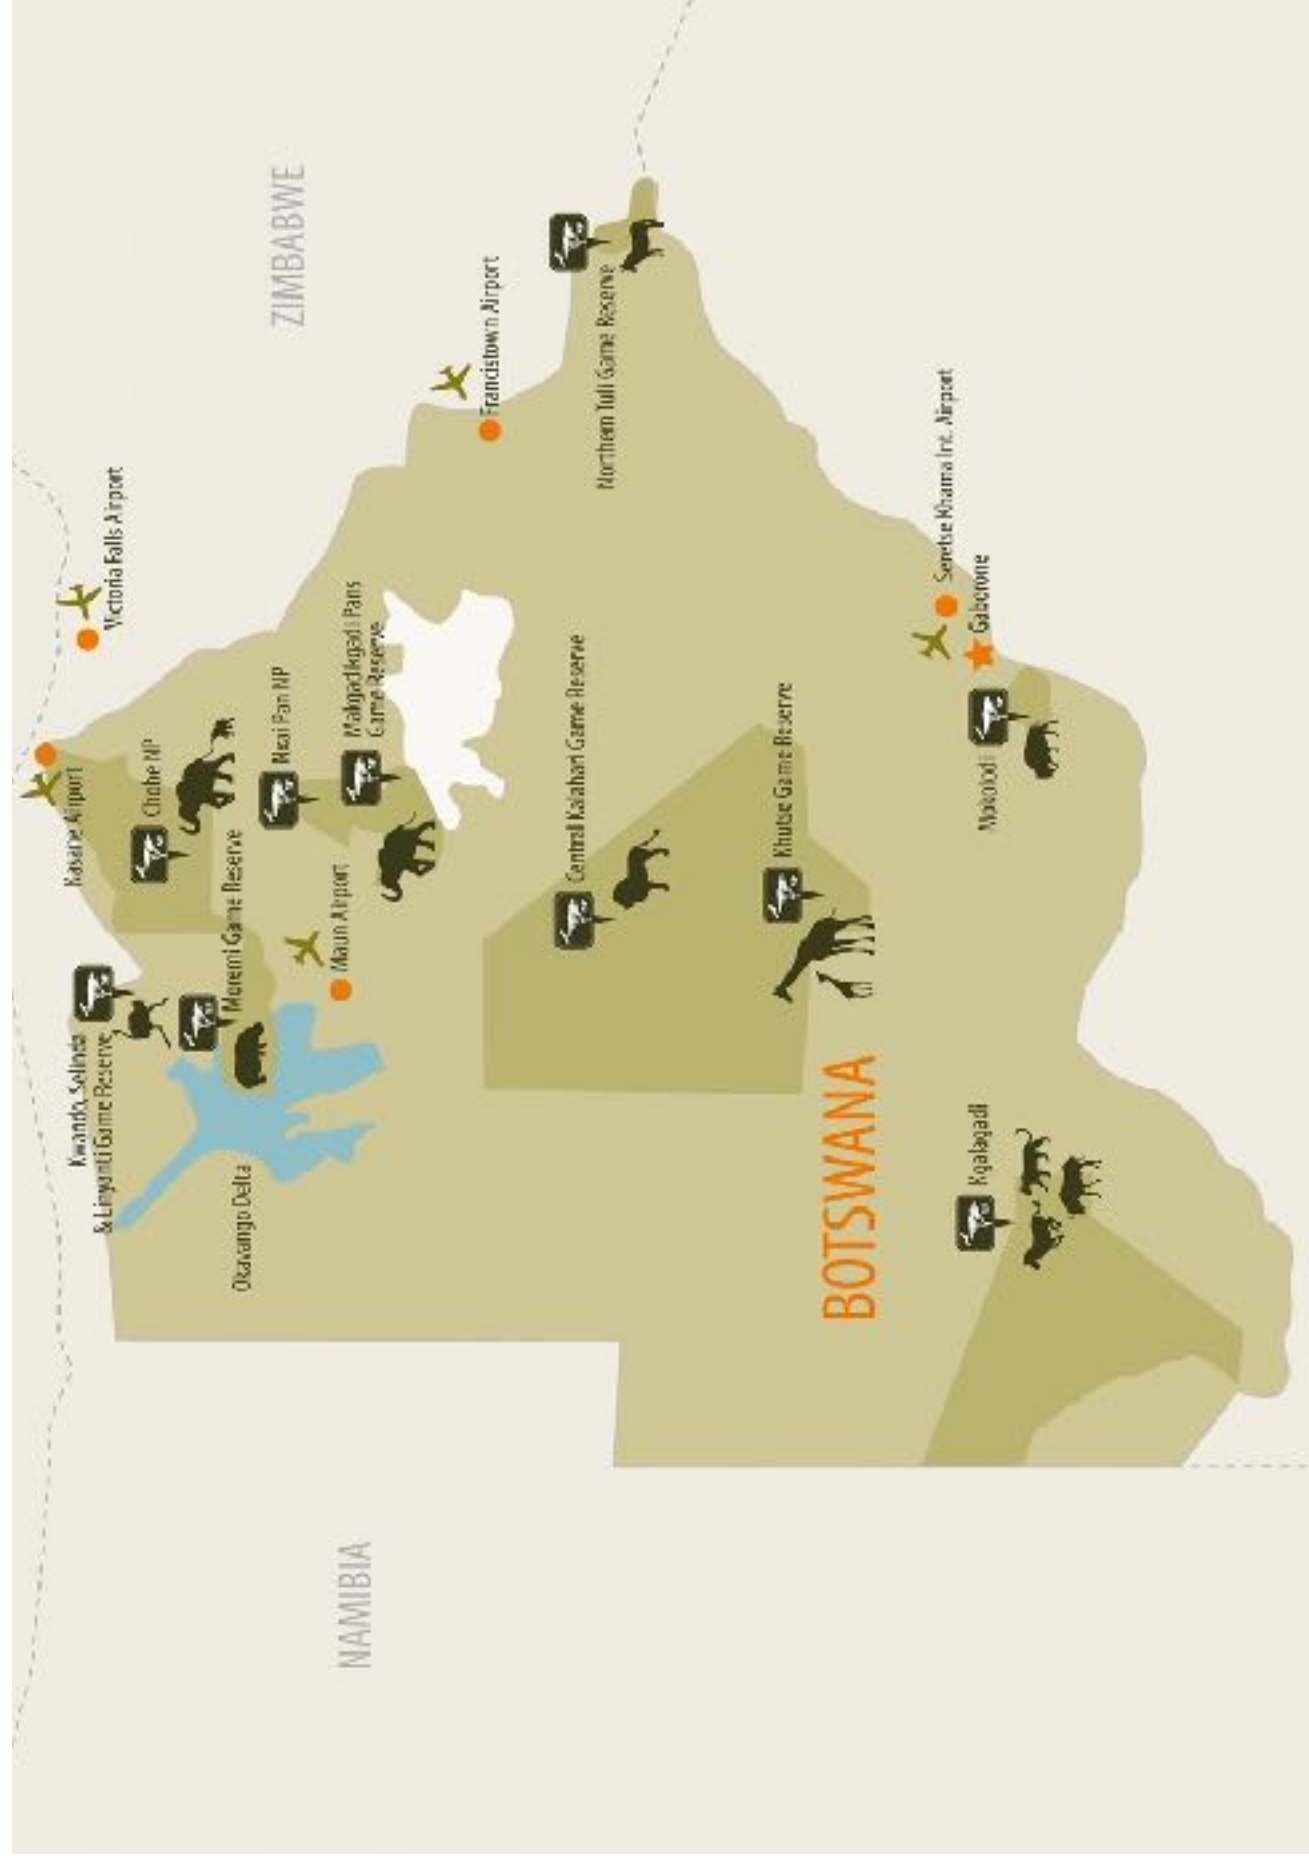 Kasane Airport
Victoria Falls Airport
ZIMBABWE
Kwando, Selinda
& Linyanti Game Reserve
Chobe NP
Moremi Game Reserve
Nxai Pan NP
Okavango Delta
Maun Airport
Makgadikgadi Pans
Game Reserve
NAMIBIA
Francistown Airport
Central Kalahari Game Reserve
Northern Tuli Game Reserve
Khutse Game Reserve
BOTSWANA
Seretse Khama Int. Airport
Gaborone
Mokolodi
Kgalagadi